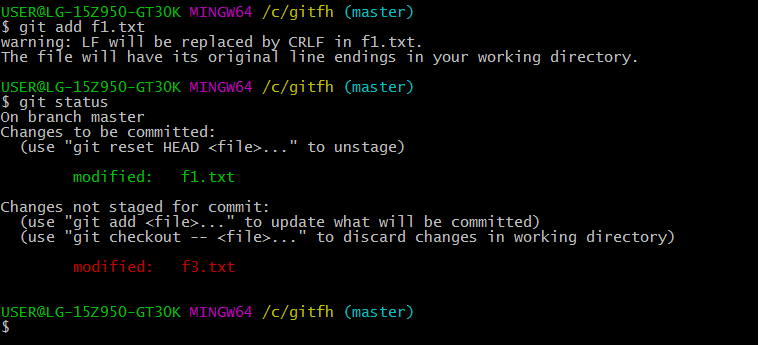 USER@LG-15Z950-GT30K MINGW64 /c/gitfh (master)
$ git add f1.txt
warning: LF will be replaced by CRLF in f1.txt.
The file will have its original line endings in your working directory.
USER@LG-15Z950-GT30K MINGW64 /c/gitfh (master)
$ git status
On branch master
Changes to be committed:
  (use "git reset HEAD <file>..." to unstage)
        modified:   f1.txt
Changes not staged for commit:
  (use "git add <file>..." to update what will be committed)
  (use "git checkout -- <file>..." to discard changes in working directory)
        modified:   f3.txt
USER@LG-15Z950-GT30K MINGW64 /c/gitfh (master)
$